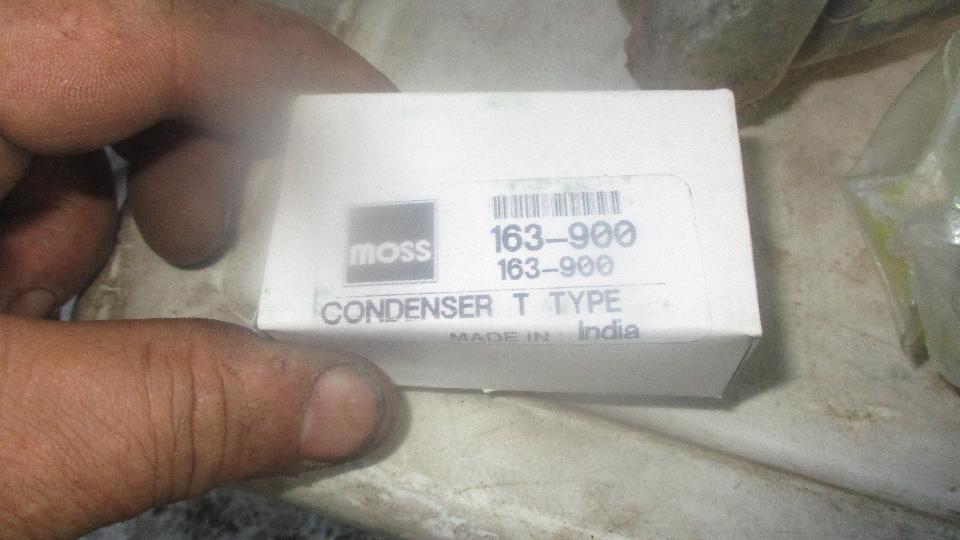 moss
163-900
163-900
CONDENSER T TYPE
MADE IN India